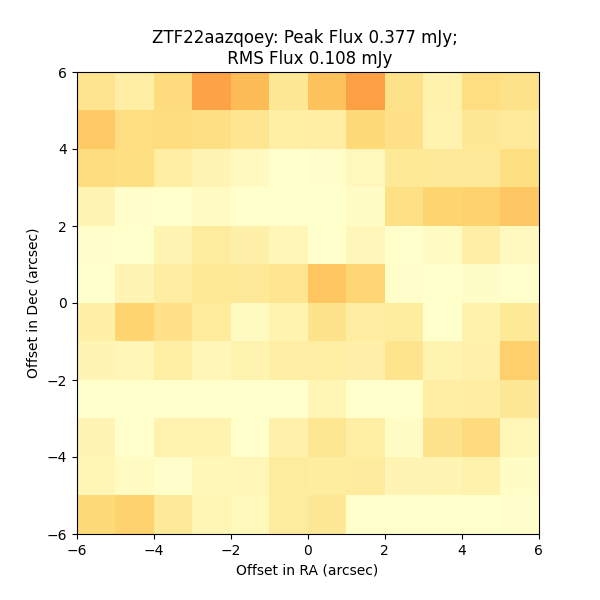 ZTF22aazqoey: Peak Flux 0.377 mJy;
RMS Flux 0.108 mJy
6
4
2
0
−2
−4
−6
Offset in Dec (arcsec)
−6 −4 −2 0 2 4 6
Offset in RA (arcsec)